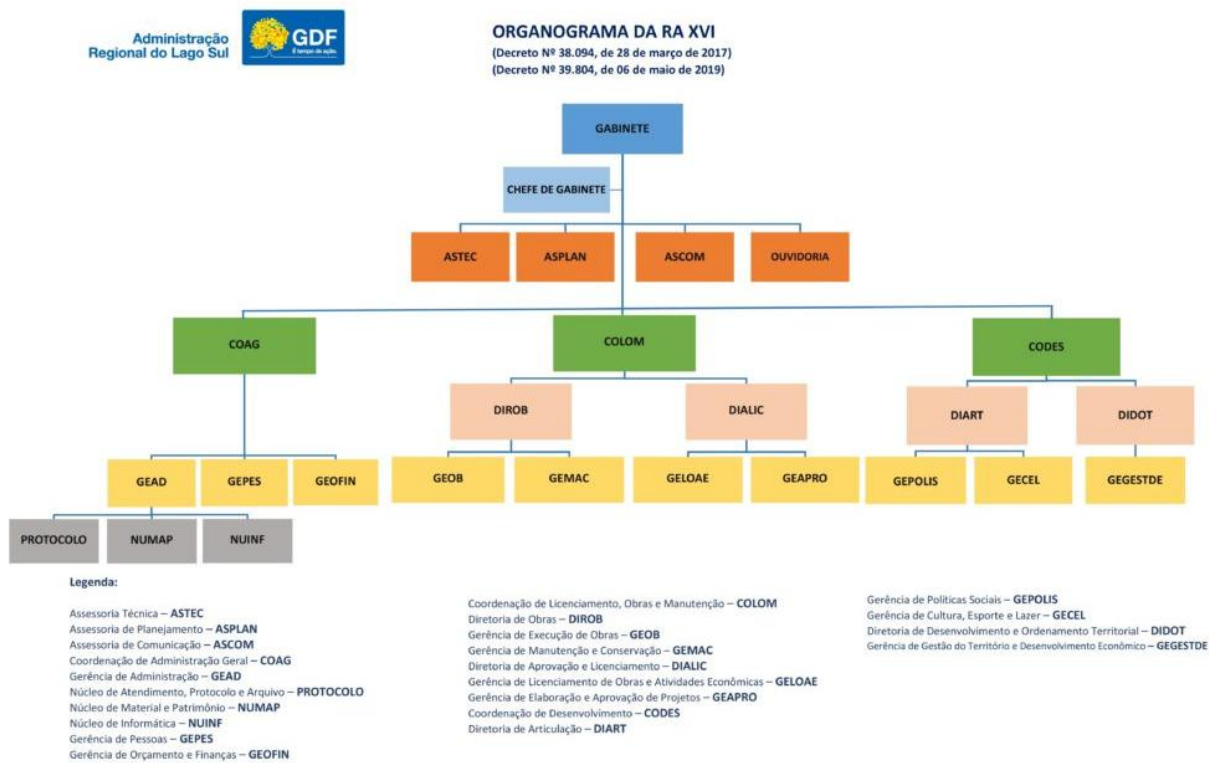 Administração
Regional do Lago Sul
GDF
É tempo de ação.
ORGANOGRAMA DA RA XVI
(Decreto Nº 38.094, de 28 de março de 2017)
(Decreto Nº 39.804, de 06 de maio de 2019)
GABINETE
CHEFE DE GABINETE
ASTEC
ASPLAN
ASCOM
OUVIDORIA
COAG
COLOM
CODES
DIROB
DIALIC
DIART
DIDOT
GEAD
GEPES
GEOFIN
GEOB
GEMAC
GELOAE
GEAPRO
GEPOLIS
GECEL
GEGESTDE
PROTOCOLO
NUMAP
NUINF
Legenda:
Assessoria Técnica – ASTEC
Assessoria de Planejamento – ASPLAN
Assessoria de Comunicação – ASCOM
Coordenação de Administração Geral – COAG
Gerência de Administração – GEAD
Núcleo de Atendimento, Protocolo e Arquivo – PROTOCOLO
Núcleo de Material e Patrimônio – NUMAP
Núcleo de Informática – NUINF
Gerência de Pessoas – GEPES
Gerência de Orçamento e Finanças – GEOFIN
Coordenação de Licenciamento, Obras e Manutenção – COLOM
Diretoria de Obras – DIROB
Gerência de Execução de Obras – GEOB
Gerência de Manutenção e Conservação – GEMAC
Diretoria de Aprovação e Licenciamento – DIALIC
Gerência de Licenciamento de Obras e Atividades Econômicas – GELOAE
Gerência de Elaboração e Aprovação de Projetos – GEAPRO
Coordenação de Desenvolvimento – CODES
Diretoria de Articulação – DIART
Gerência de Políticas Sociais – GEPOLIS
Gerência de Cultura, Esporte e Lazer – GECEL
Diretoria de Desenvolvimento e Ordenamento Territorial – DIDOT
Gerência de Gestão do Território e Desenvolvimento Econômico – GEGESTDE